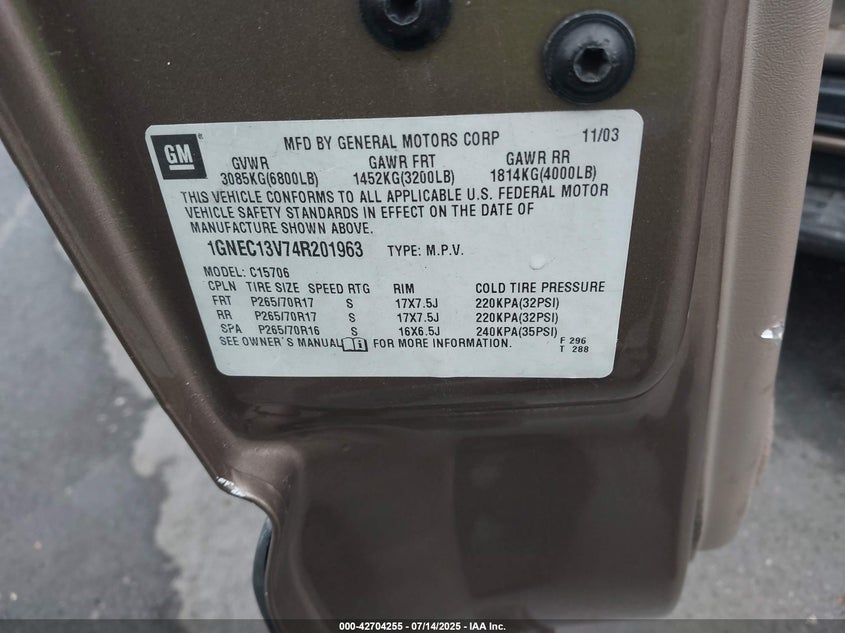 GM
MFD BY GENERAL MOTORS CORP 11/03
GVWR GAWR FRT GAWR RR
3085KG(6800LB) 1452KG(3200LB) 1814KG(4000LB)
THIS VEHICLE CONFORMS TO ALL APPLICABLE U.S. FEDERAL MOTOR
VEHICLE SAFETY STANDARDS IN EFFECT ON THE DATE OF
MANUFACTURE SHOWN ABOVE.
1GNEC13V74R201963 TYPE: M.P.V.
MODEL: C15706
CPLN TIRE SIZE SPEED RTG RIM COLD TIRE PRESSURE
FRT P265/70R17 S 17X7.5J 220KPA(32PSI)
RR P265/70R17 S 17X7.5J 220KPA(32PSI)
SPA P265/70R16 S 16X6.5J 240KPA(35PSI)
SEE OWNER'S MANUAL FOR MORE INFORMATION.
F 296
T 288
000-42704255 - 07/14/2025 - IAA Inc.